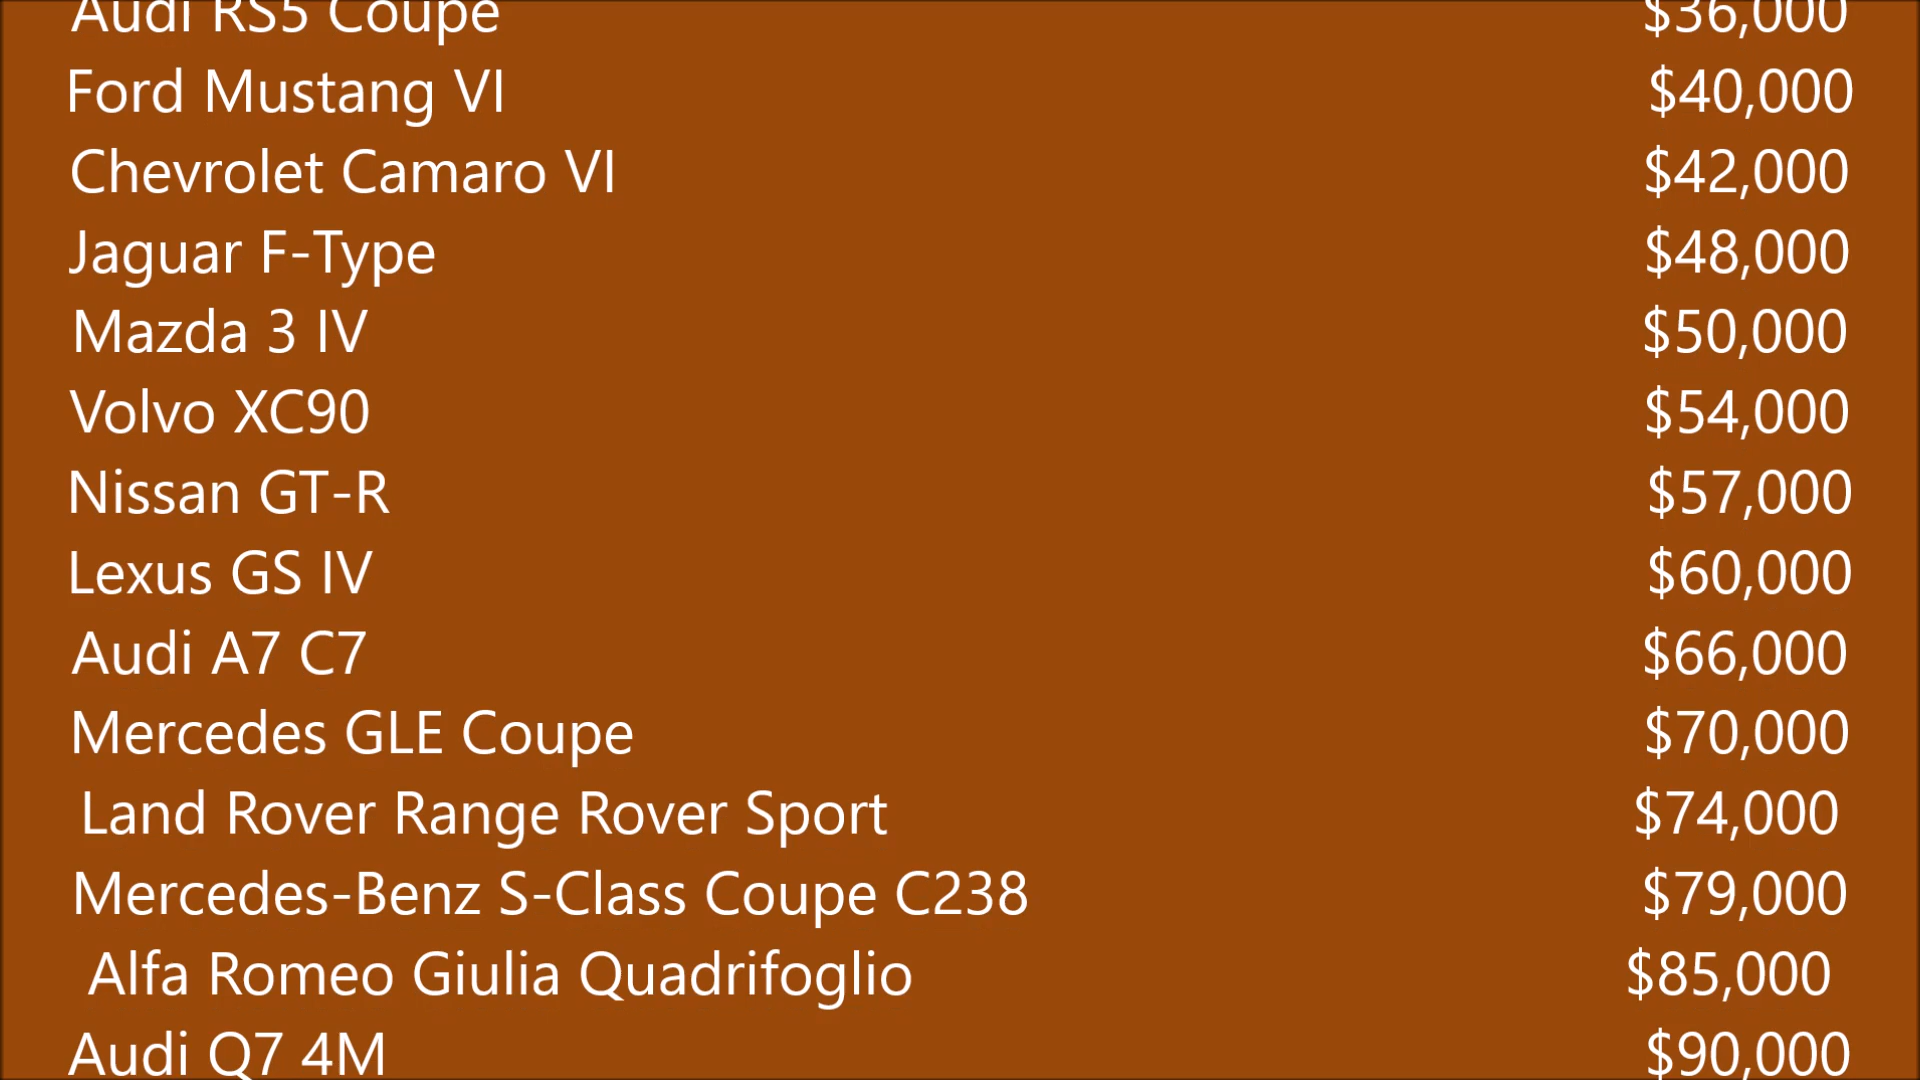 Audi RS5 Coupe $36,000
Ford Mustang VI $40,000
Chevrolet Camaro VI $42,000
Jaguar F-Type $48,000
Mazda 3 IV $50,000
Volvo XC90 $54,000
Nissan GT-R $57,000
Lexus GS IV $60,000
Audi A7 C7 $66,000
Mercedes GLE Coupe $70,000
Land Rover Range Rover Sport $74,000
Mercedes-Benz S-Class Coupe C238 $79,000
Alfa Romeo Giulia Quadrifoglio $85,000
Audi Q7 4M $90,000